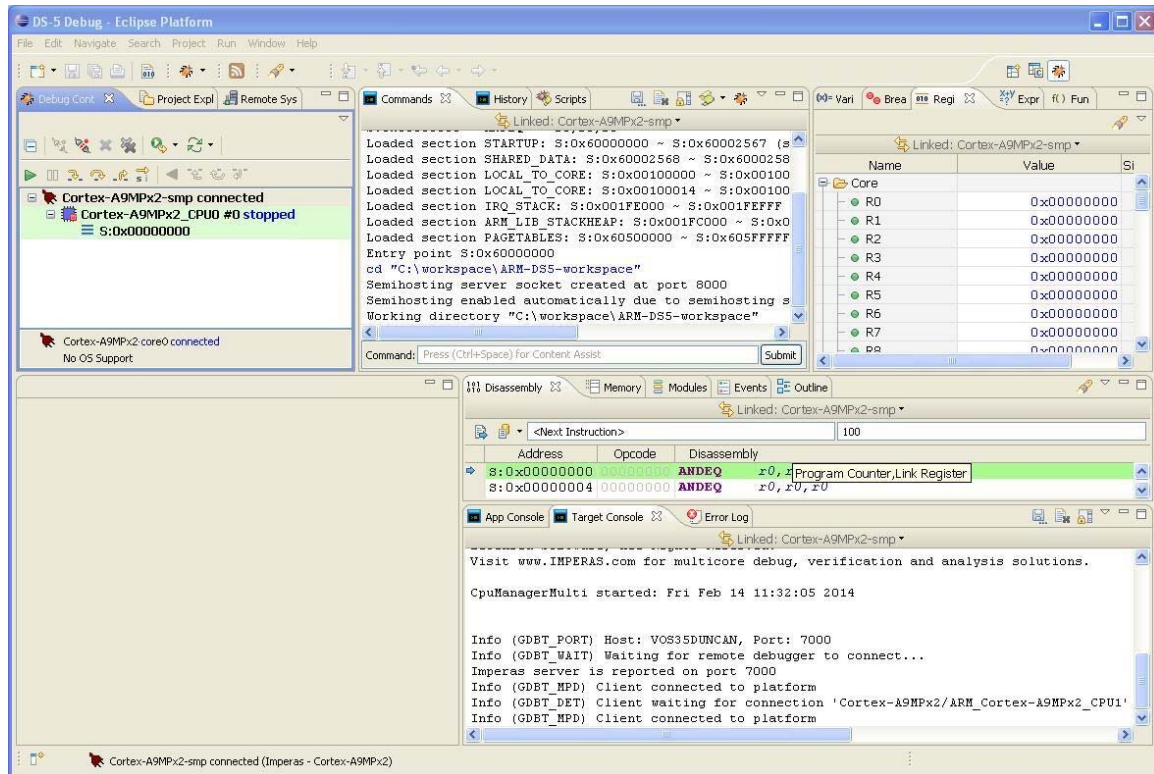 DS-5 Debug - Eclipse Platform
File Edit Navigate Search Project Run Window Help
Debug Cont Project Expl Remote Sys
Cortex-A9MPx2-smp connected
Cortex-A9MPx2_CPU0 #0 stopped
S:0x00000000
Cortex-A9MPx2-core0 connected
No OS Support
Commands History Scripts
Linked: Cortex-A9MPx2-smp
Loaded section STARTUP: S:0x60000000 ~ S:0x60002567 (s
Loaded section SHARED_DATA: S:0x60002568 ~ S:0x6000258
Loaded section LOCAL_TO_CORE: S:0x00100000 ~ S:0x00100
Loaded section LOCAL_TO_CORE: S:0x00100014 ~ S:0x00100
Loaded section IRQ_STACK: S:0x001FE000 ~ S:0x001FEFFF
Loaded section ARM_LIB_STACKHEAP: S:0x001FC000 ~ S:0x0
Loaded section PAGETABLES: S:0x60500000 ~ S:0x605FFFFF
Entry point S:0x60000000
cd "C:\workspace\ARM-DS5-workspace"
Semihosting server socket created at port 8000
Semihosting enabled automatically due to semihosting s
Working directory "C:\workspace\ARM-DS5-workspace"
Command: Press (Ctrl+Space) for Content Assist Submit
(x)= Vari Brea Regi Expr f() Fun
Linked: Cortex-A9MPx2-smp
Name Value Si
Core
R0 0x00000000
R1 0x00000000
R2 0x00000000
R3 0x00000000
R4 0x00000000
R5 0x00000000
R6 0x00000000
R7 0x00000000
R8 0x00000000
Disassembly Memory Modules Events Outline
Linked: Cortex-A9MPx2-smp
<Next Instruction> 100
Address Opcode Disassembly
S:0x00000000 00000000 ANDEQ r0,r
Program Counter,Link Register
S:0x00000004 00000000 ANDEQ r0,r0,r0
App Console Target Console Error Log
Linked: Cortex-A9MPx2-smp
Visit www.IMPERAS.com for multicore debug, verification and analysis solutions.
CpuManagerMulti started: Fri Feb 14 11:32:05 2014
Info (GDBT_PORT) Host: VOS35DUNCAN, Port: 7000
Info (GDBT_WAIT) Waiting for remote debugger to connect...
Imperas server is reported on port 7000
Info (GDBT_MPD) Client connected to platform
Info (GDBT_DET) Client waiting for connection 'Cortex-A9MPx2/ARM_Cortex-A9MPx2_CPU1'
Info (GDBT_MPD) Client connected to platform
Cortex-A9MPx2-smp connected (Imperas - Cortex-A9MPx2)